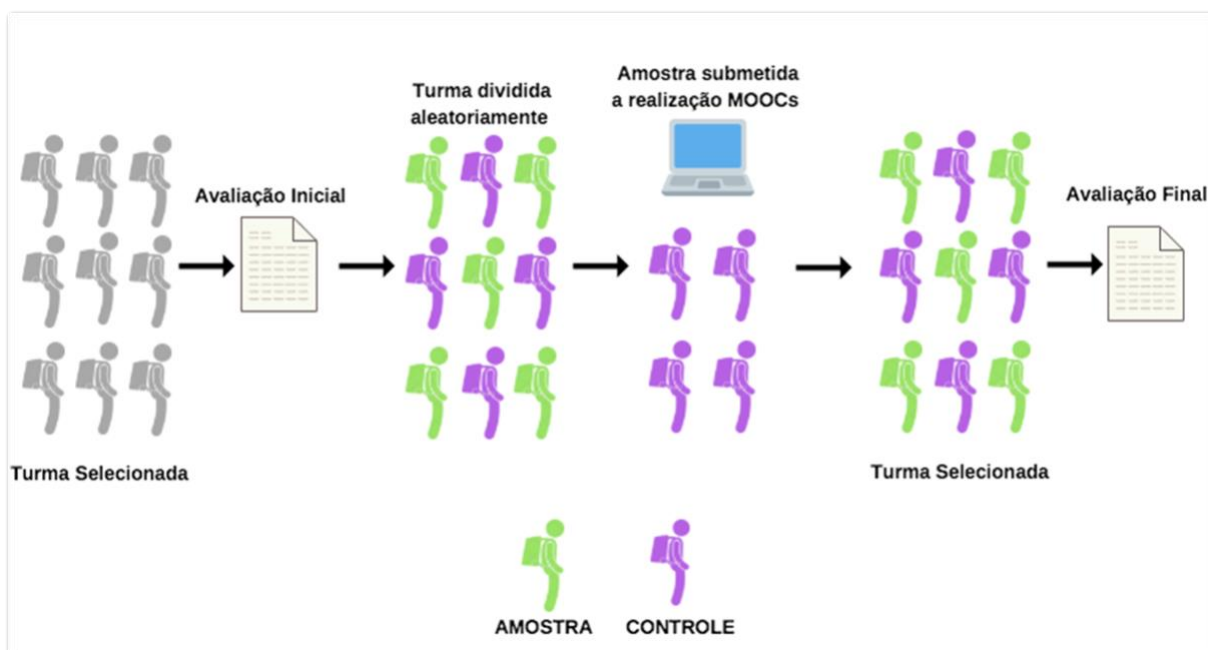 Turma dividida
aleatoriamente
Amostra submetida
a realização MOOCs
Avaliação Inicial
Avaliação Final
Turma Selecionada
Turma Selecionada
AMOSTRA
CONTROLE